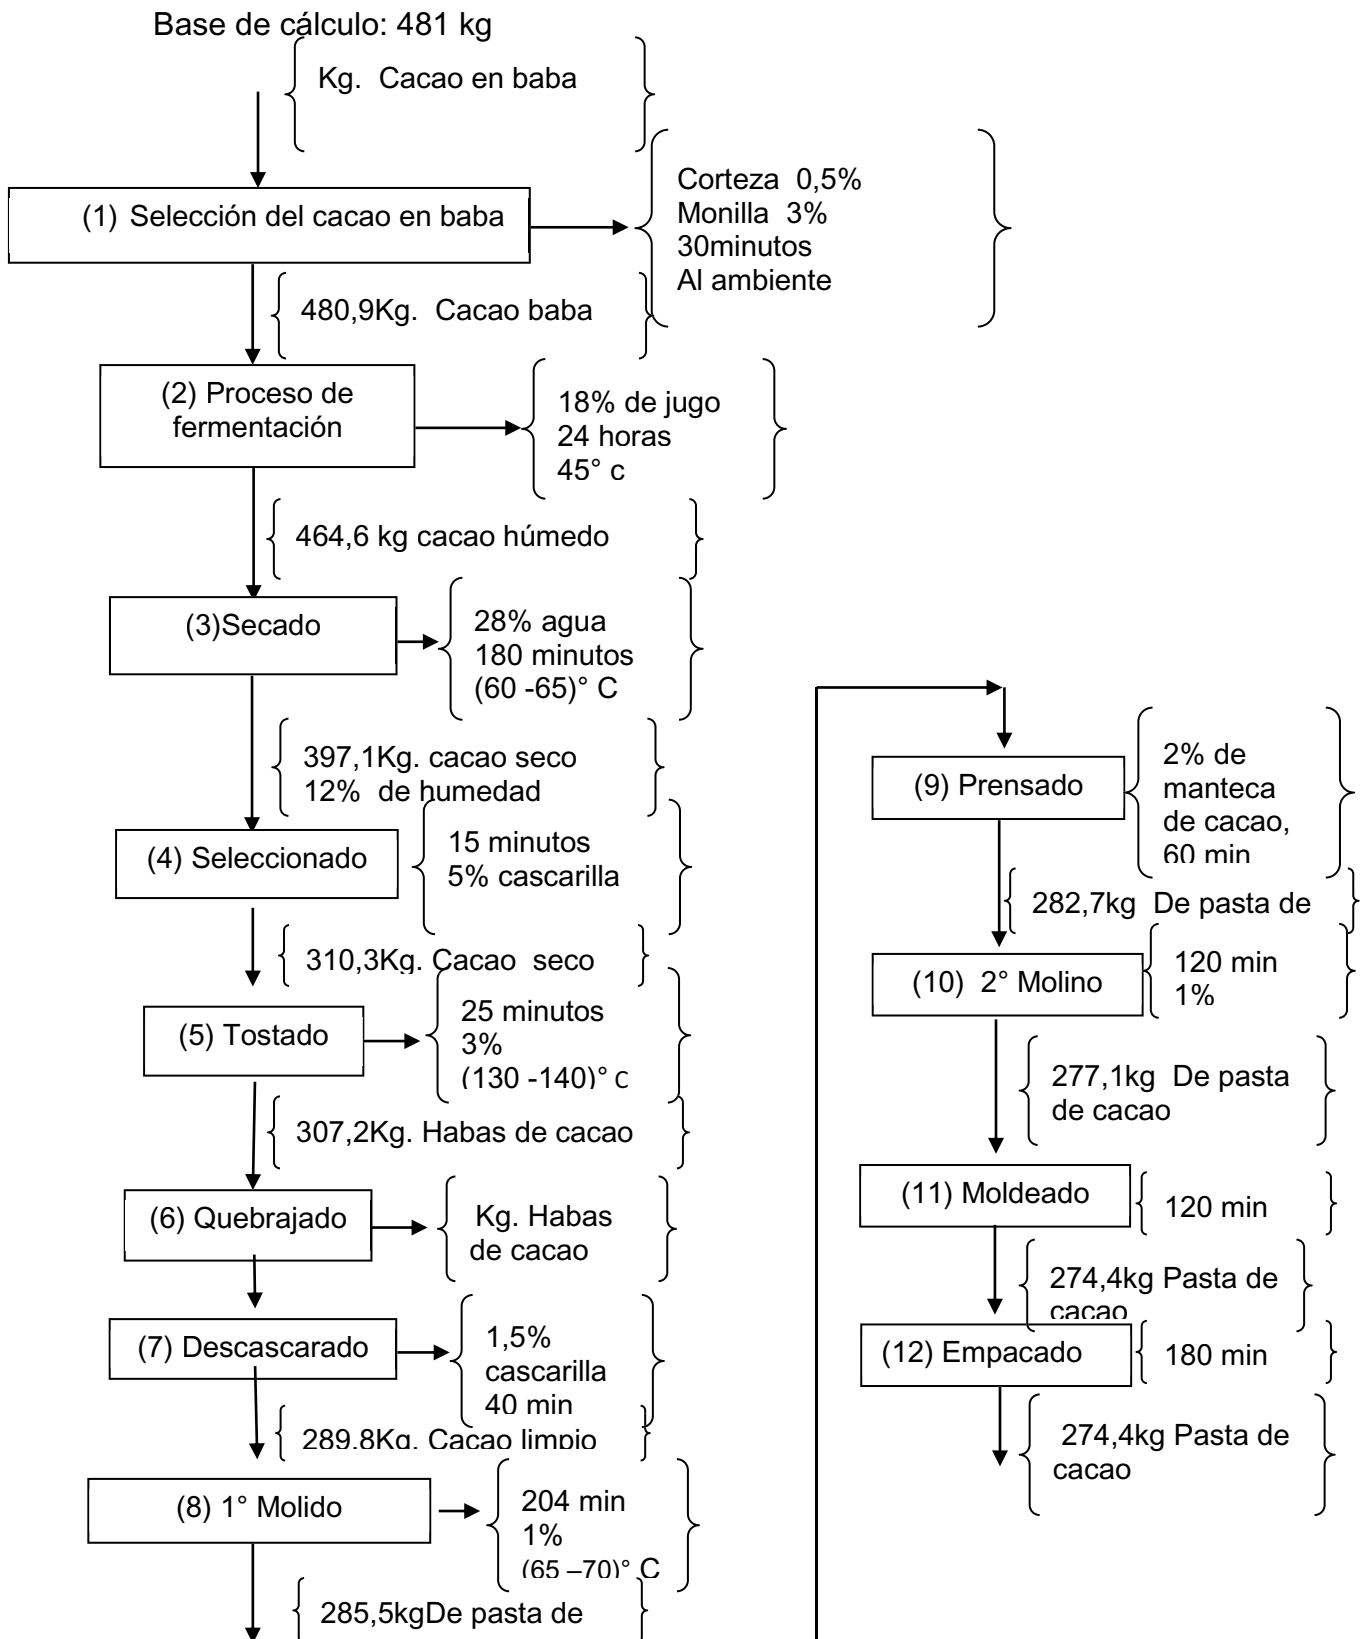 Base de cálculo: 481 kg
Kg. Cacao en baba
(1) Selección del cacao en baba
Corteza 0,5%
Monilla 3%
30minutos
Al ambiente
480,9Kg. Cacao baba
(2) Proceso de
fermentación
18% de jugo
24 horas
45° c
464,6 kg cacao húmedo
(3)Secado
28% agua
180 minutos
(60 -65)° C
397,1Kg. cacao seco
12% de humedad
(4) Seleccionado
15 minutos
5% cascarilla
310,3Kg. Cacao seco
(5) Tostado
25 minutos
3%
(130 -140)° c
307,2Kg. Habas de cacao
(6) Quebrajado
Kg. Habas
de cacao
(7) Descascarado
1,5%
cascarilla
40 min
289.8Kg. Cacao limpio
(8) 1° Molido
204 min
1%
(65 –70)° C
285,5kgDe pasta de
(9) Prensado
2% de
manteca
de cacao,
60 min
282,7kg De pasta de
(10) 2° Molino
120 min
1%
277,1kg De pasta
de cacao
(11) Moldeado
120 min
274,4kg Pasta de
cacao
(12) Empacado
180 min
274,4kg Pasta de
cacao